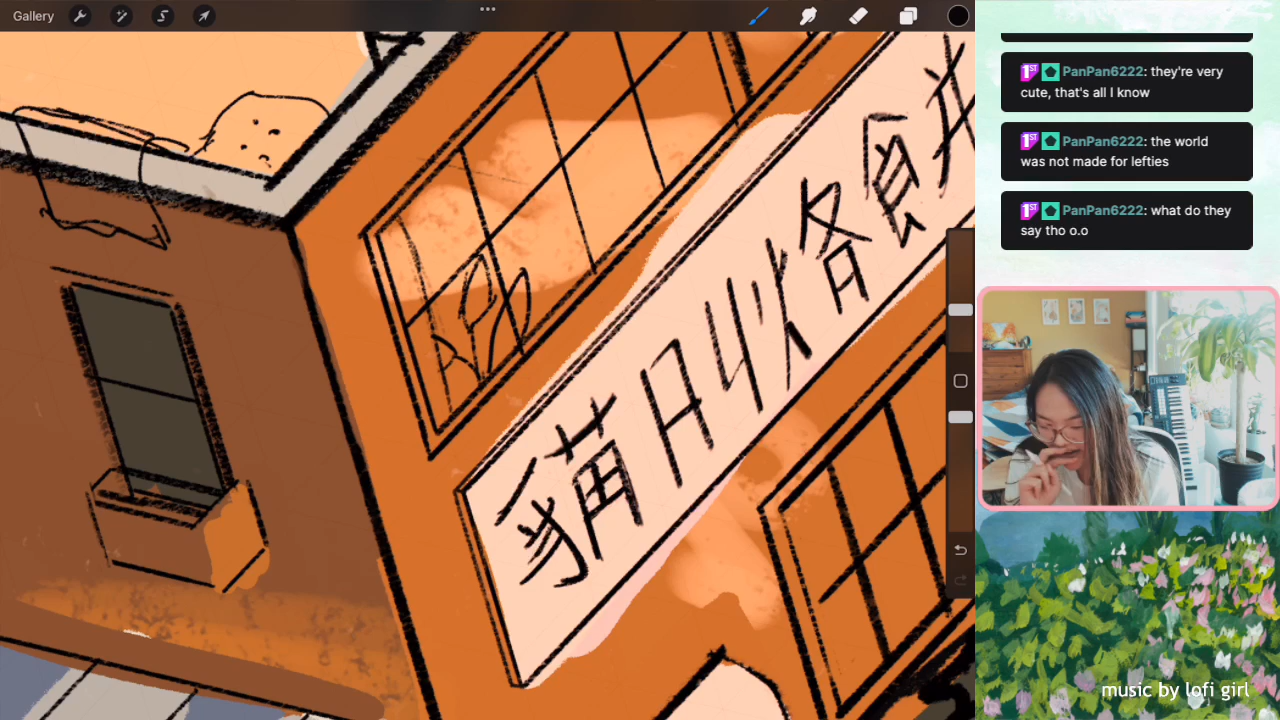 Gallery
PanPan6222: they're very
cute, that's all I know
PanPan6222: the world
was not made for lefties
PanPan6222: what do they
say tho o.o
貓
music by lofi girl